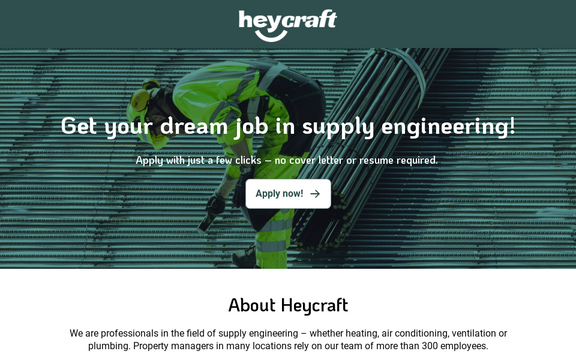 heycraft
Get your dream job in supply engineering!
Apply with just a few clicks – no cover letter or resume required.
Apply now!
About Heycraft
We are professionals in the field of supply engineering – whether heating, air conditioning, ventilation or
plumbing. Property managers in many locations rely on our team of more than 300 employees.